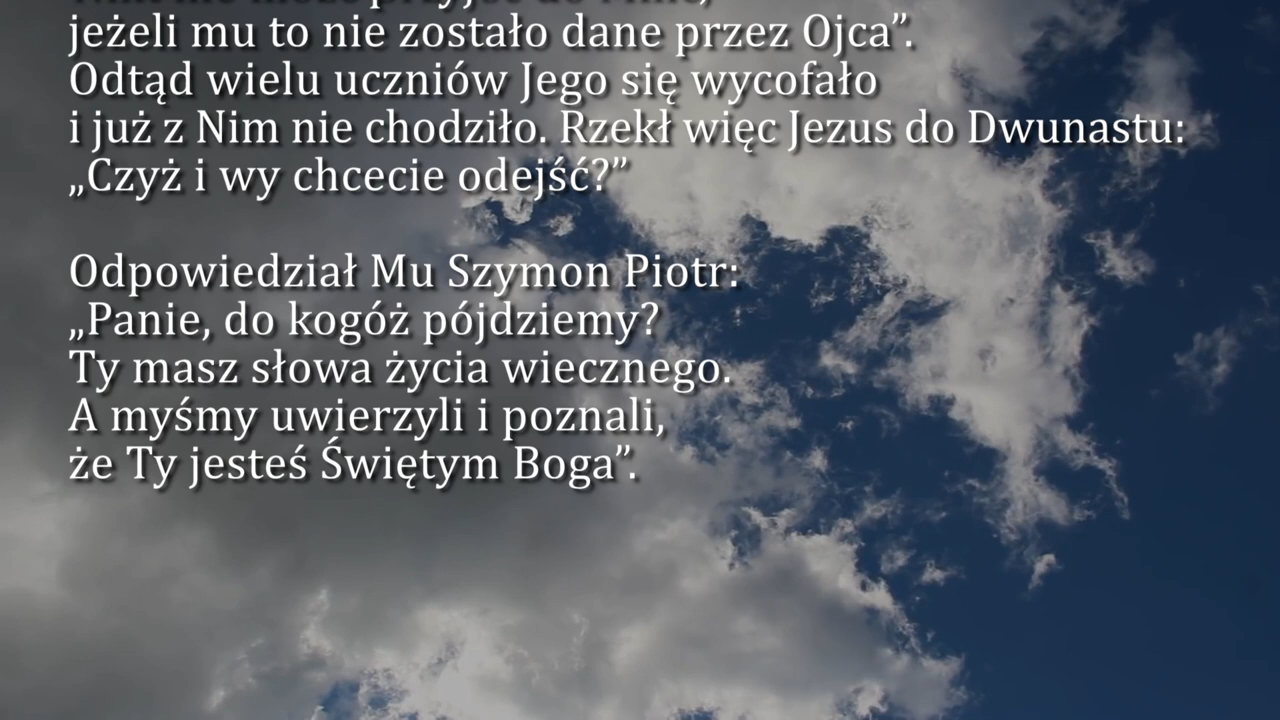 jeżeli mu to nie zostało dane przez Ojca”.
Odtąd wielu uczniów Jego się wycofało
i już z Nim nie chodziło. Rzekł więc Jezus do Dwunastu:
„Czyż i wy chcecie odejść?”
Odpowiedział Mu Szymon Piotr:
„Panie, do kogóż pójdziemy?
Ty masz słowa życia wiecznego.
A myśmy uwierzyli i poznali,
że Ty jesteś Świętym Boga”.